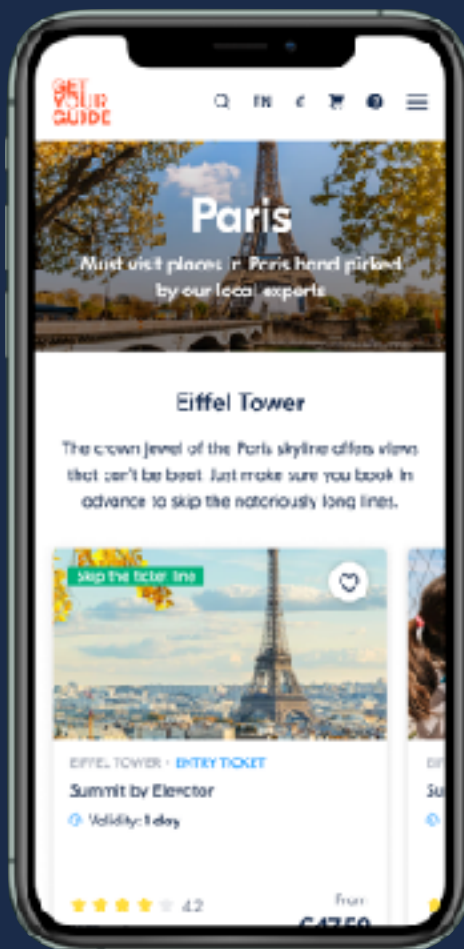 GET
YOUR
GUIDE
EN €
Paris
Must visit places in Paris hand picked
by our local experts
Eiffel Tower
The crown jewel of the Paris skyline offers views
that can't be beat. Just make sure you book in
advance to skip the notoriously long lines.
Skip the ticket line
EIFFEL TOWER • ENTRY TICKET
Summit by Elevator
Validity: 1 day
4.2
From